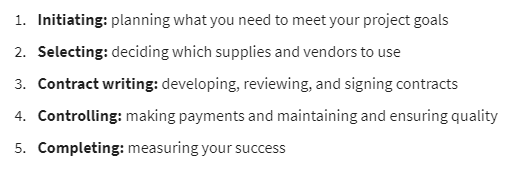 1. Initiating: planning what you need to meet your project goals
2. Selecting: deciding which supplies and vendors to use
3. Contract writing: developing, reviewing, and signing contracts
4. Controlling: making payments and maintaining and ensuring quality
5. Completing: measuring your success